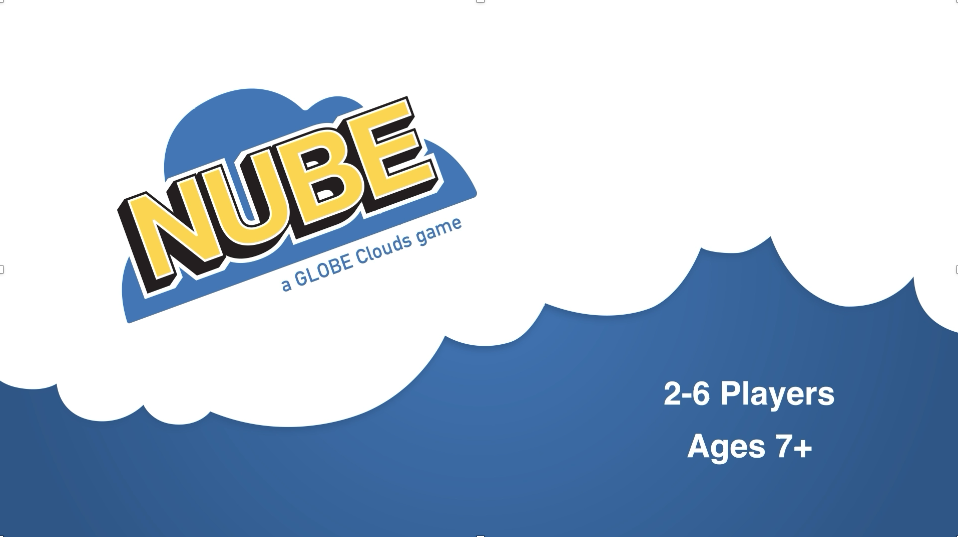 NUBE
a GLOBE Clouds game
2-6 Players
Ages 7+